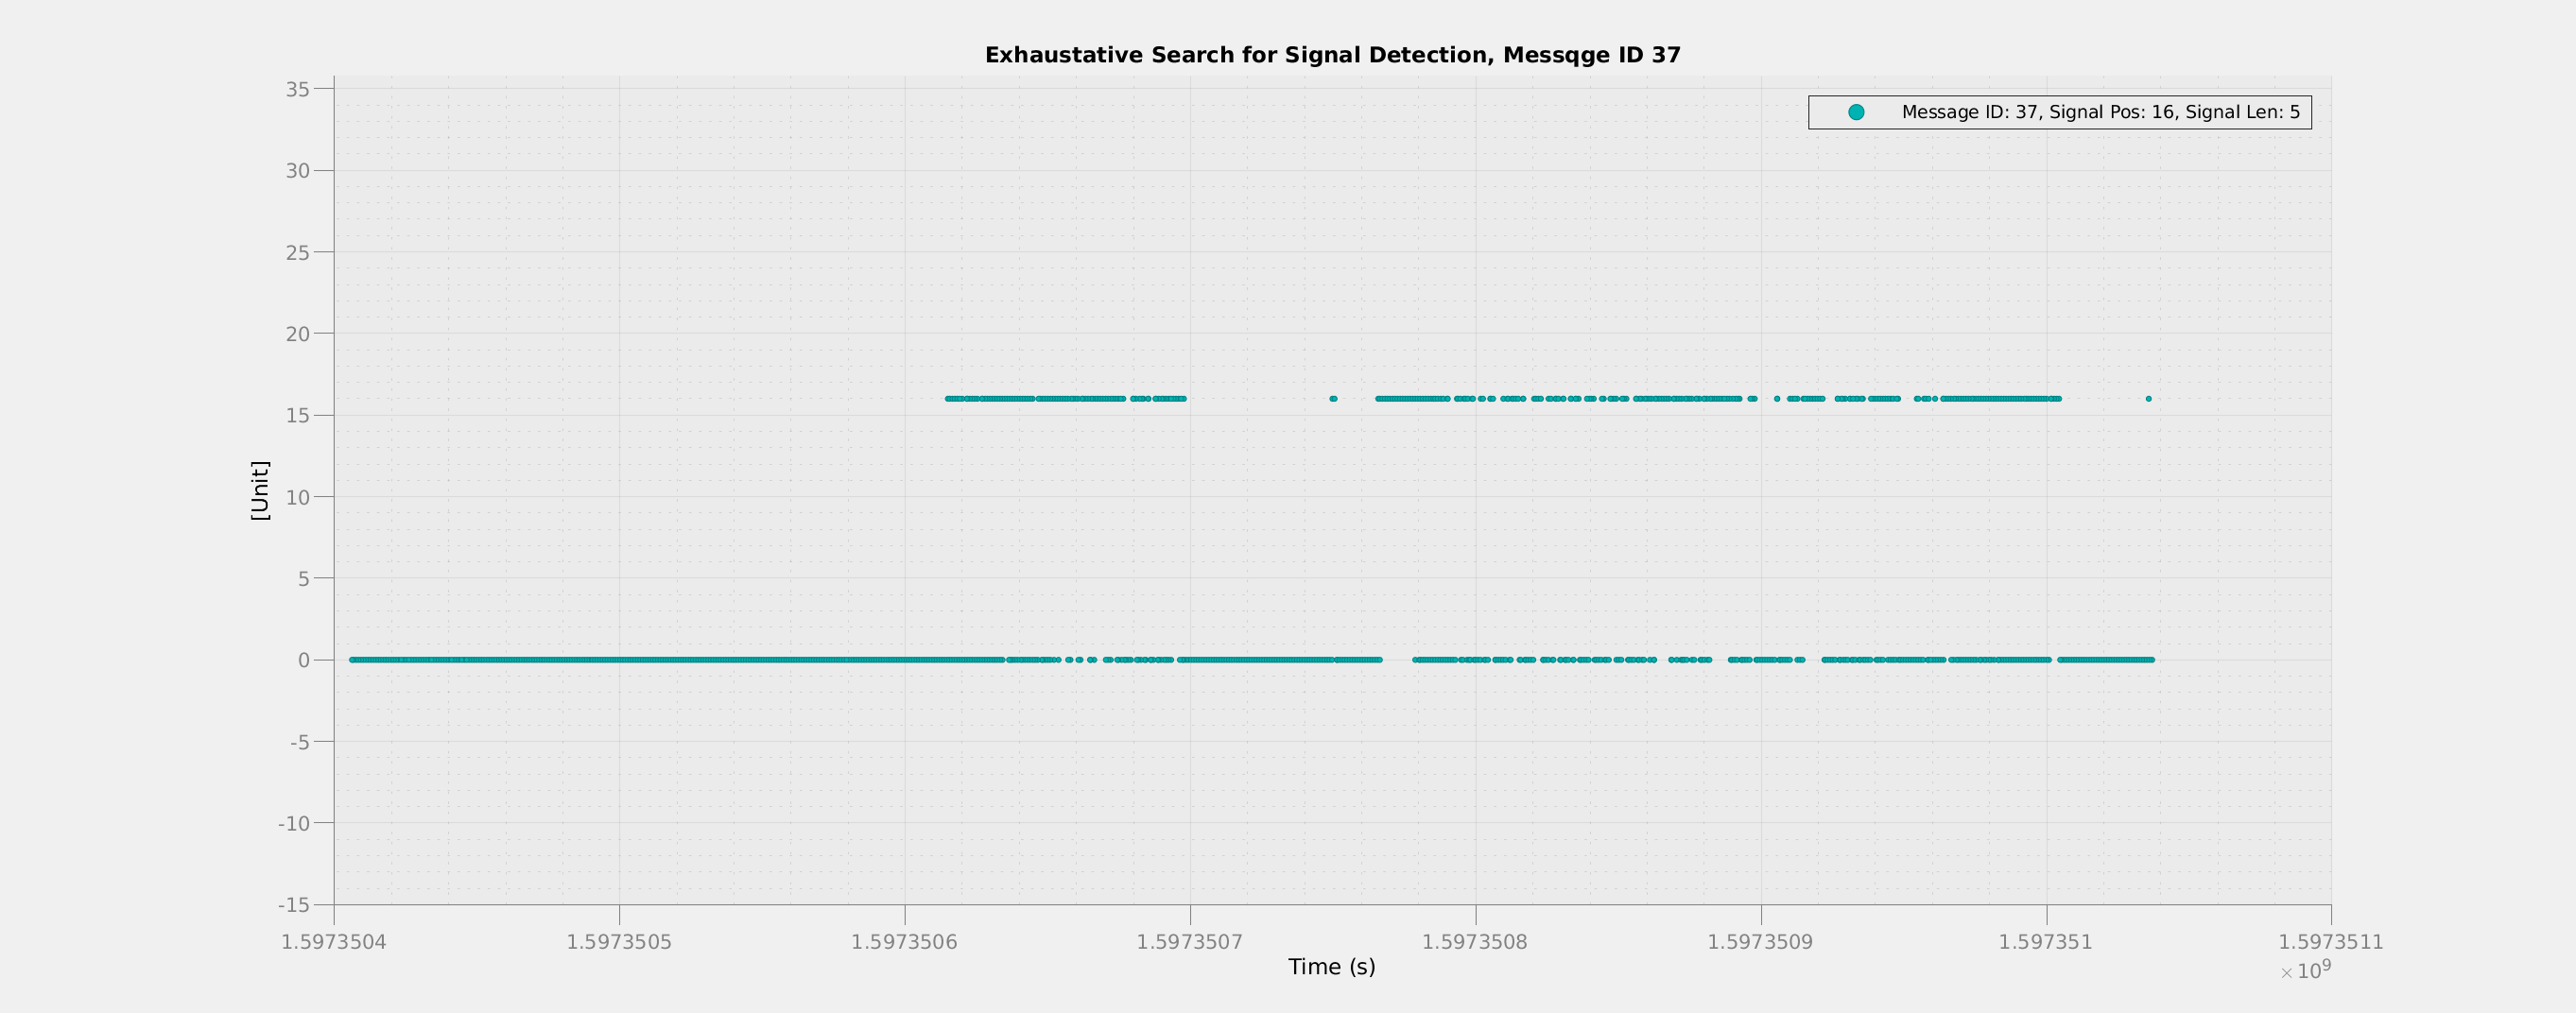 Exhaustative Search for Signal Detection, Messqge ID 37
Message ID: 37, Signal Pos: 16, Signal Len: 5
35
30
25
20
15
10
5
0
-5
-10
-15
[Unit]
1.5973504 1.5973505 1.5973506 1.5973507 1.5973508 1.5973509 1.597351 1.5973511
Time (s)
× 10⁹